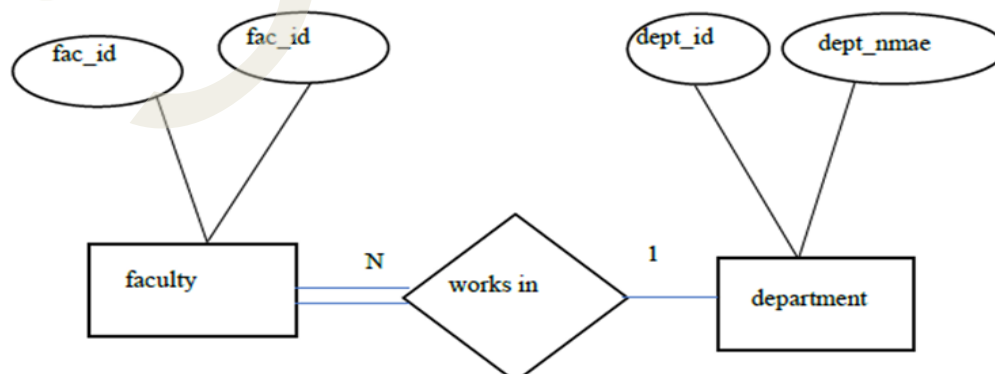 fac_id
fac_id
dept_id
dept_nmae
faculty
N
works in
1
department